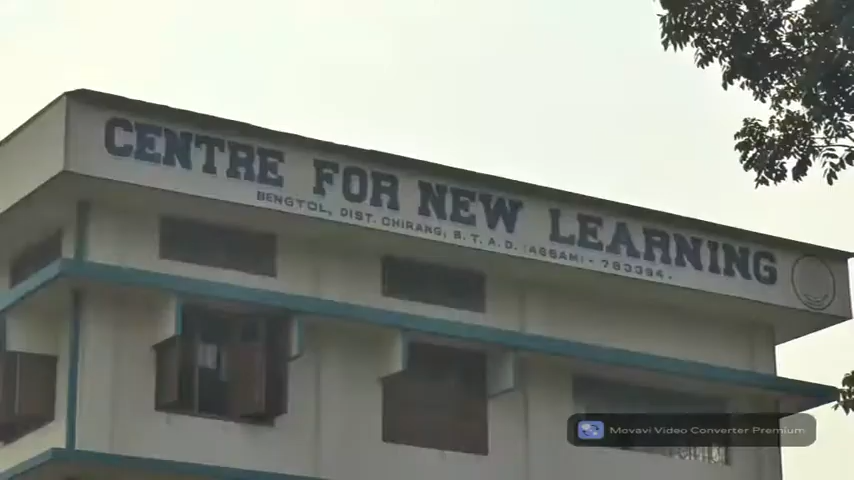 CENTRE FOR NEW LEARNING
BENGTOL, DIST. CHIRANG, B.T.A.D. (ASSAM) - 783394.
Movavi Video Converter Premium